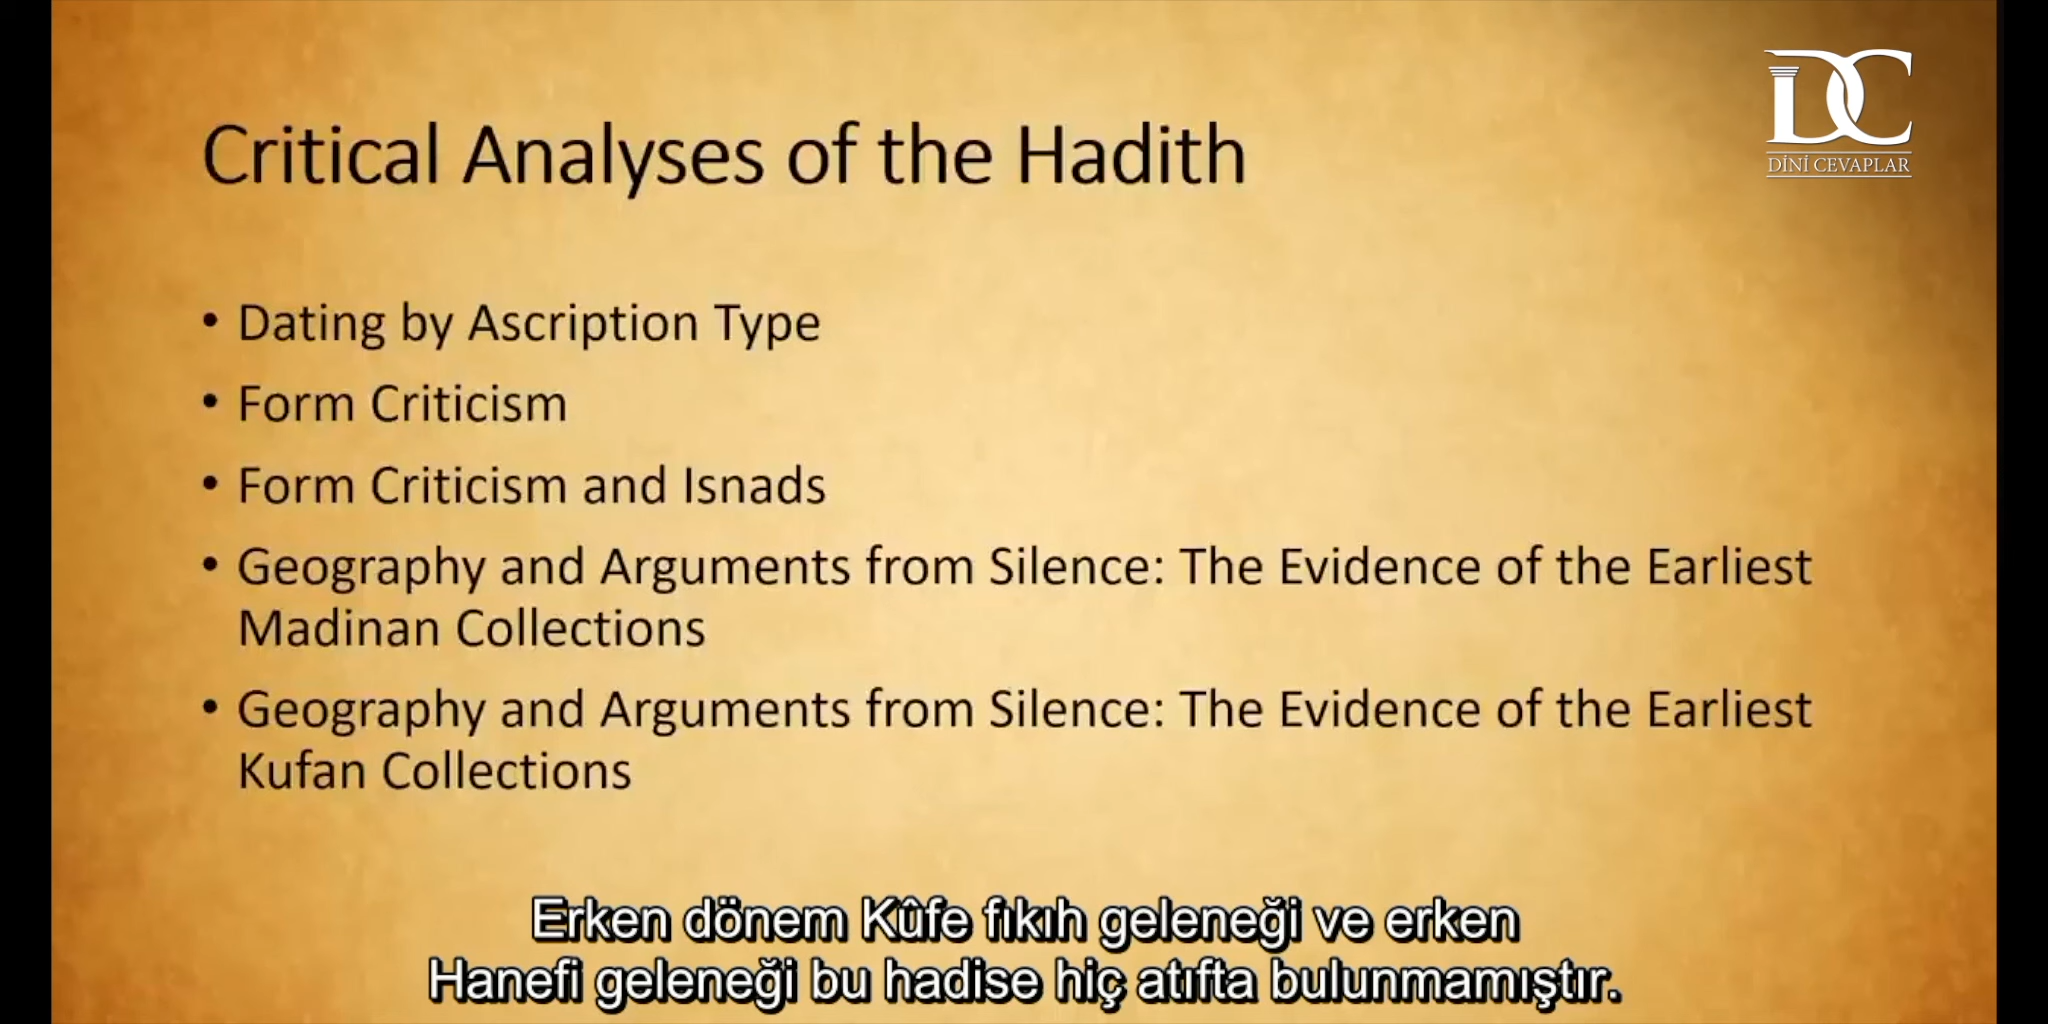 DC
DİNİ CEVAPLAR
Critical Analyses of the Hadith
• Dating by Ascription Type
• Form Criticism
• Form Criticism and Isnads
• Geography and Arguments from Silence: The Evidence of the Earliest
Madinan Collections
• Geography and Arguments from Silence: The Evidence of the Earliest
Kufan Collections
Erken dönem Kûfe fıkıh geleneği ve erken
Hanefi geleneği bu hadise hiç atıfta bulunmamıştır.